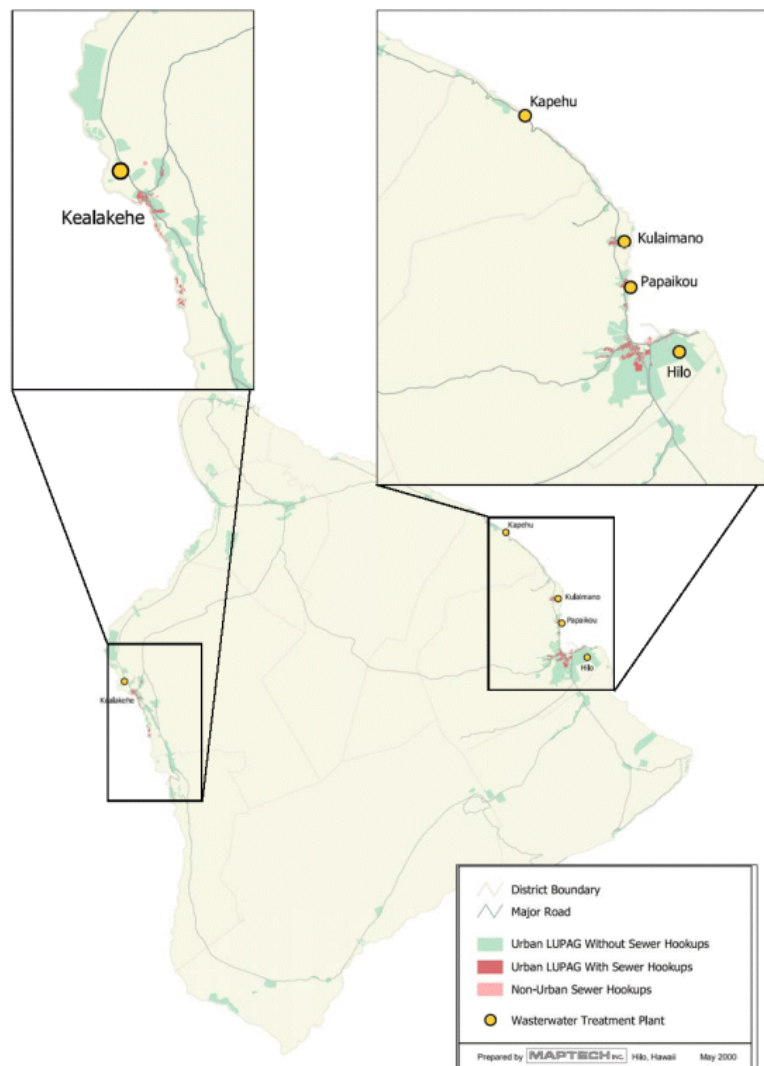 Kealakehe
Kapehu
Kulaimano
Papaikou
Hilo
Kapehu
Kulaimano
Papaikou
Hilo
Kealakehe
District Boundary
Major Road
Urban LUPAG Without Sewer Hookups
Urban LUPAG With Sewer Hookups
Non-Urban Sewer Hookups
Wasterwater Treatment Plant
Prepared by MAPTECH INC. Hilo, Hawaii May 2000